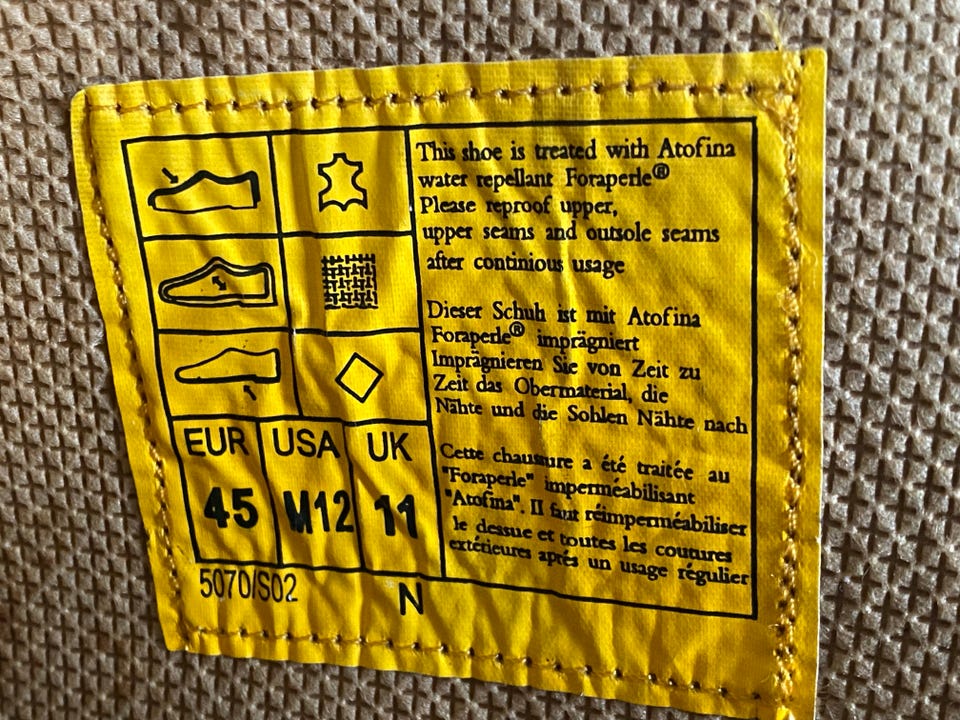 This shoe is treated with Atofina
water repellant Foraperle®
Please reproof upper,
upper seams and outsole seams
after continious usage
Dieser Schuh ist mit Atofina
Foraperle® imprägniert
Imprägnieren Sie von Zeit zu
Zeit das Obermaterial, die
Nähte und die Sohlen Nähte nach
Cette chaussure a été traitée au
"Foraperle" imperméabilisant
"Atofina". II faut réimperméabiliser
le dessue et toutes les coutures
extérieures aprés un usage régulier
EUR USA UK
45 M12 11
5070/S02 N